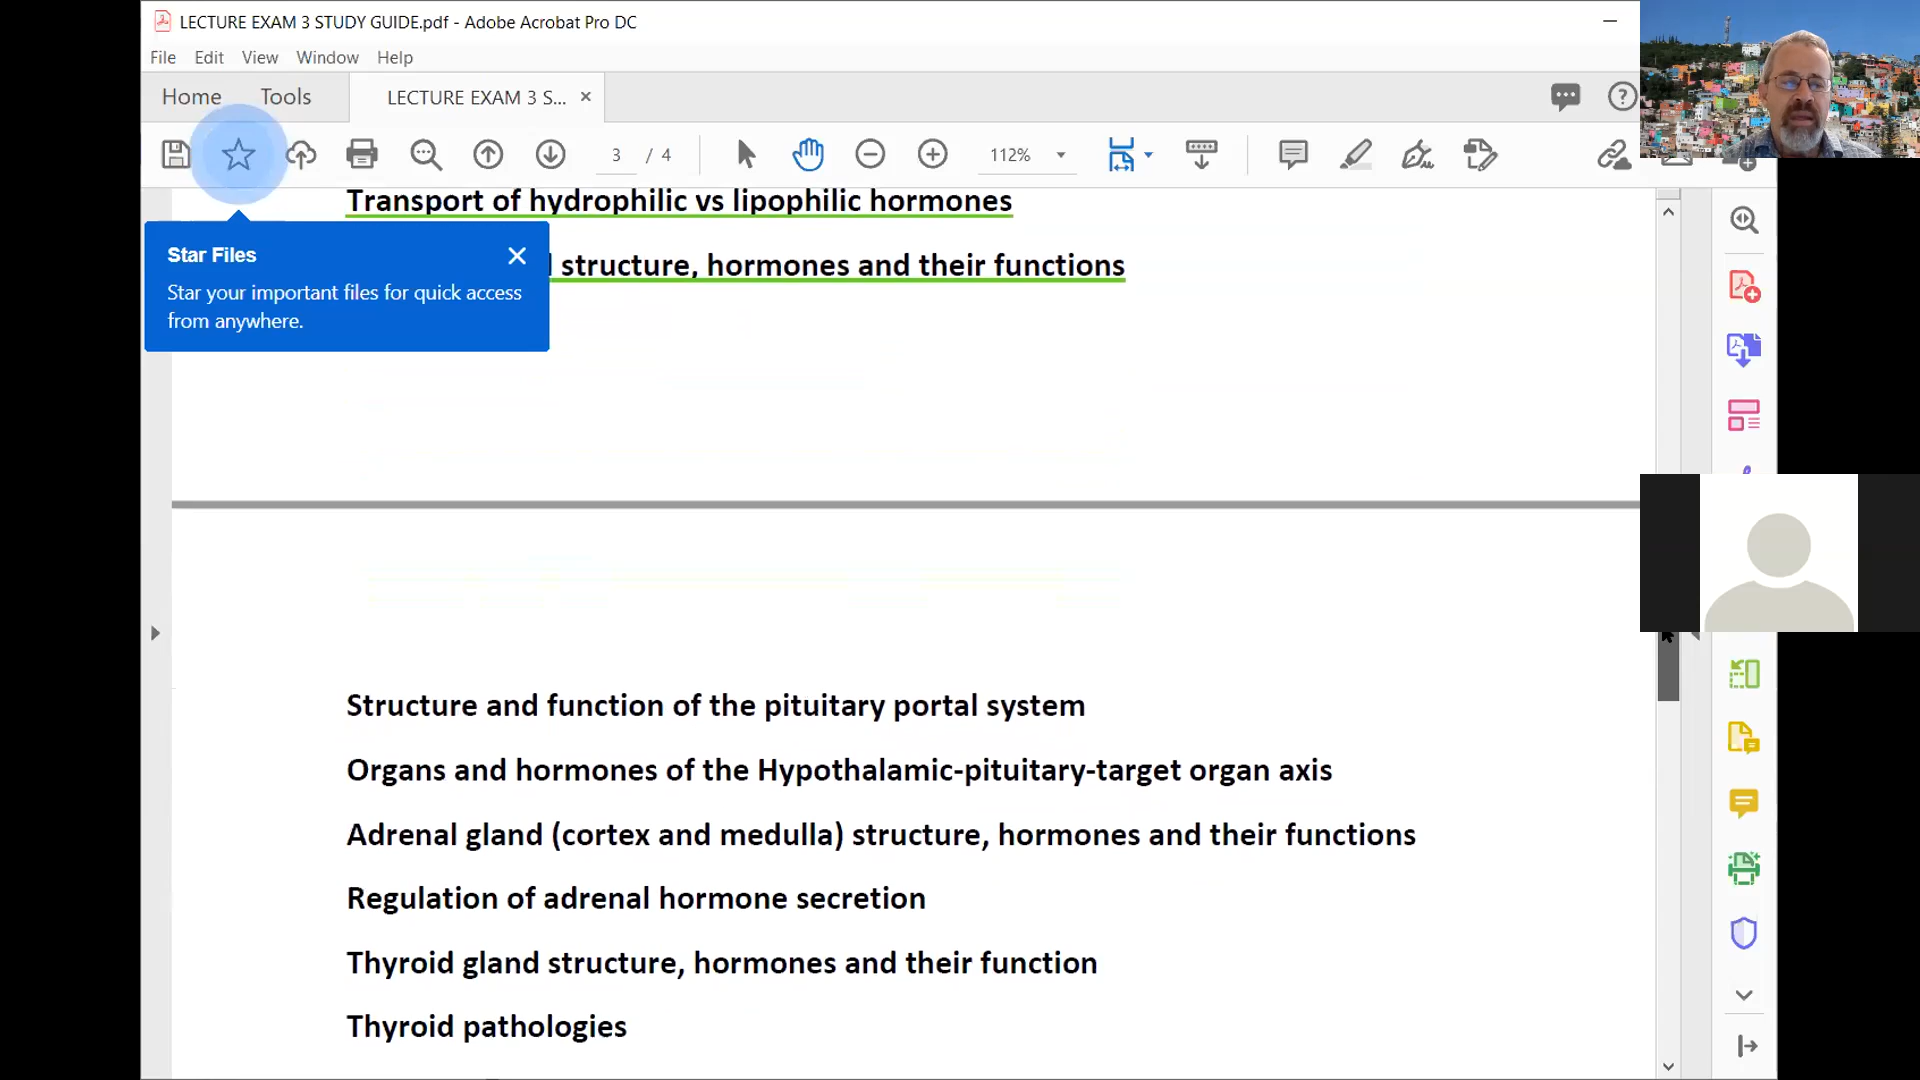 LECTURE EXAM 3 STUDY GUIDE.pdf - Adobe Acrobat Pro DC
File Edit View Window Help
Home Tools LECTURE EXAM 3 S...
3 / 4 112%
Transport of hydrophilic vs lipophilic hormones
structure, hormones and their functions
Star Files
Star your important files for quick access
from anywhere.
Structure and function of the pituitary portal system
Organs and hormones of the Hypothalamic-pituitary-target organ axis
Adrenal gland (cortex and medulla) structure, hormones and their functions
Regulation of adrenal hormone secretion
Thyroid gland structure, hormones and their function
Thyroid pathologies